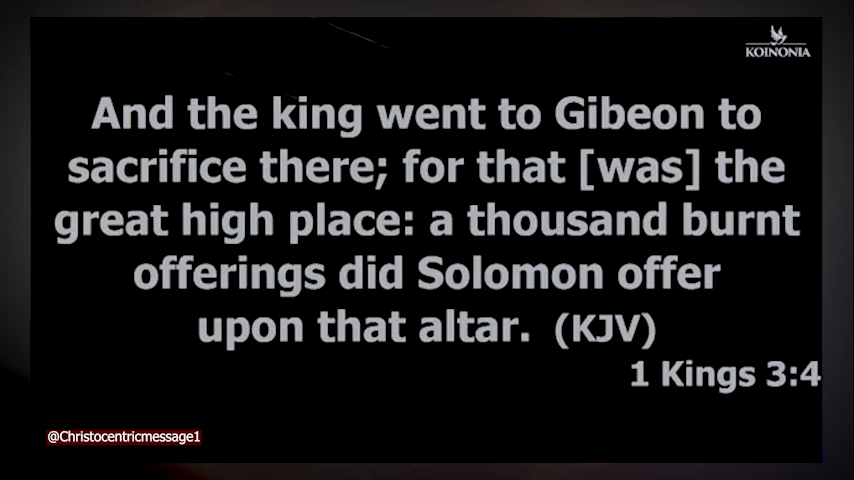 KOINONIA
And the king went to Gibeon to
sacrifice there; for that [was] the
great high place: a thousand burnt
offerings did Solomon offer
upon that altar. (KJV)
1 Kings 3:4
@Christocentricmessage1